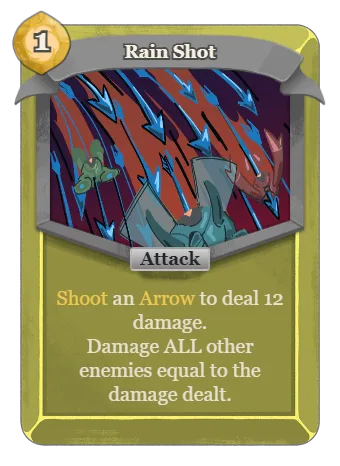 1
Rain Shot
Attack
Shoot an Arrow to deal 12
damage.
Damage ALL other
enemies equal to the
damage dealt.